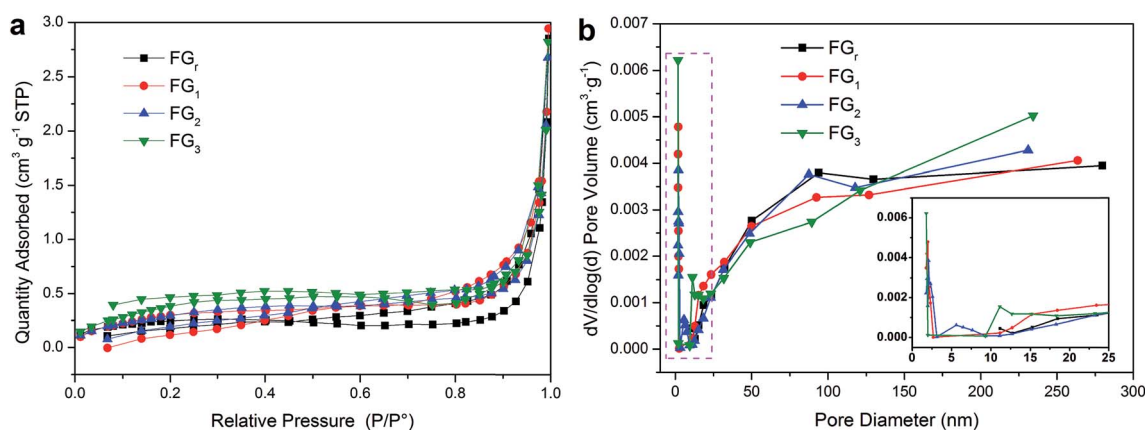 a
Quantity Adsorbed (cm³ g⁻¹ STP)
3.0
2.5
2.0
1.5
1.0
0.5
0.0
FGr
FG₁
FG₂
FG₃
0.0 0.2 0.4 0.6 0.8 1.0
Relative Pressure (P/P°)
b
dV/dlog(d) Pore Volume (cm³·g⁻¹)
0.007
0.006
0.005
0.004
0.003
0.002
0.001
0.000
FGr
FG₁
FG₂
FG₃
0.006
0.004
0.002
0.000
0 5 10 15 20 25
0 50 100 150 200 250
Pore Diameter (nm)